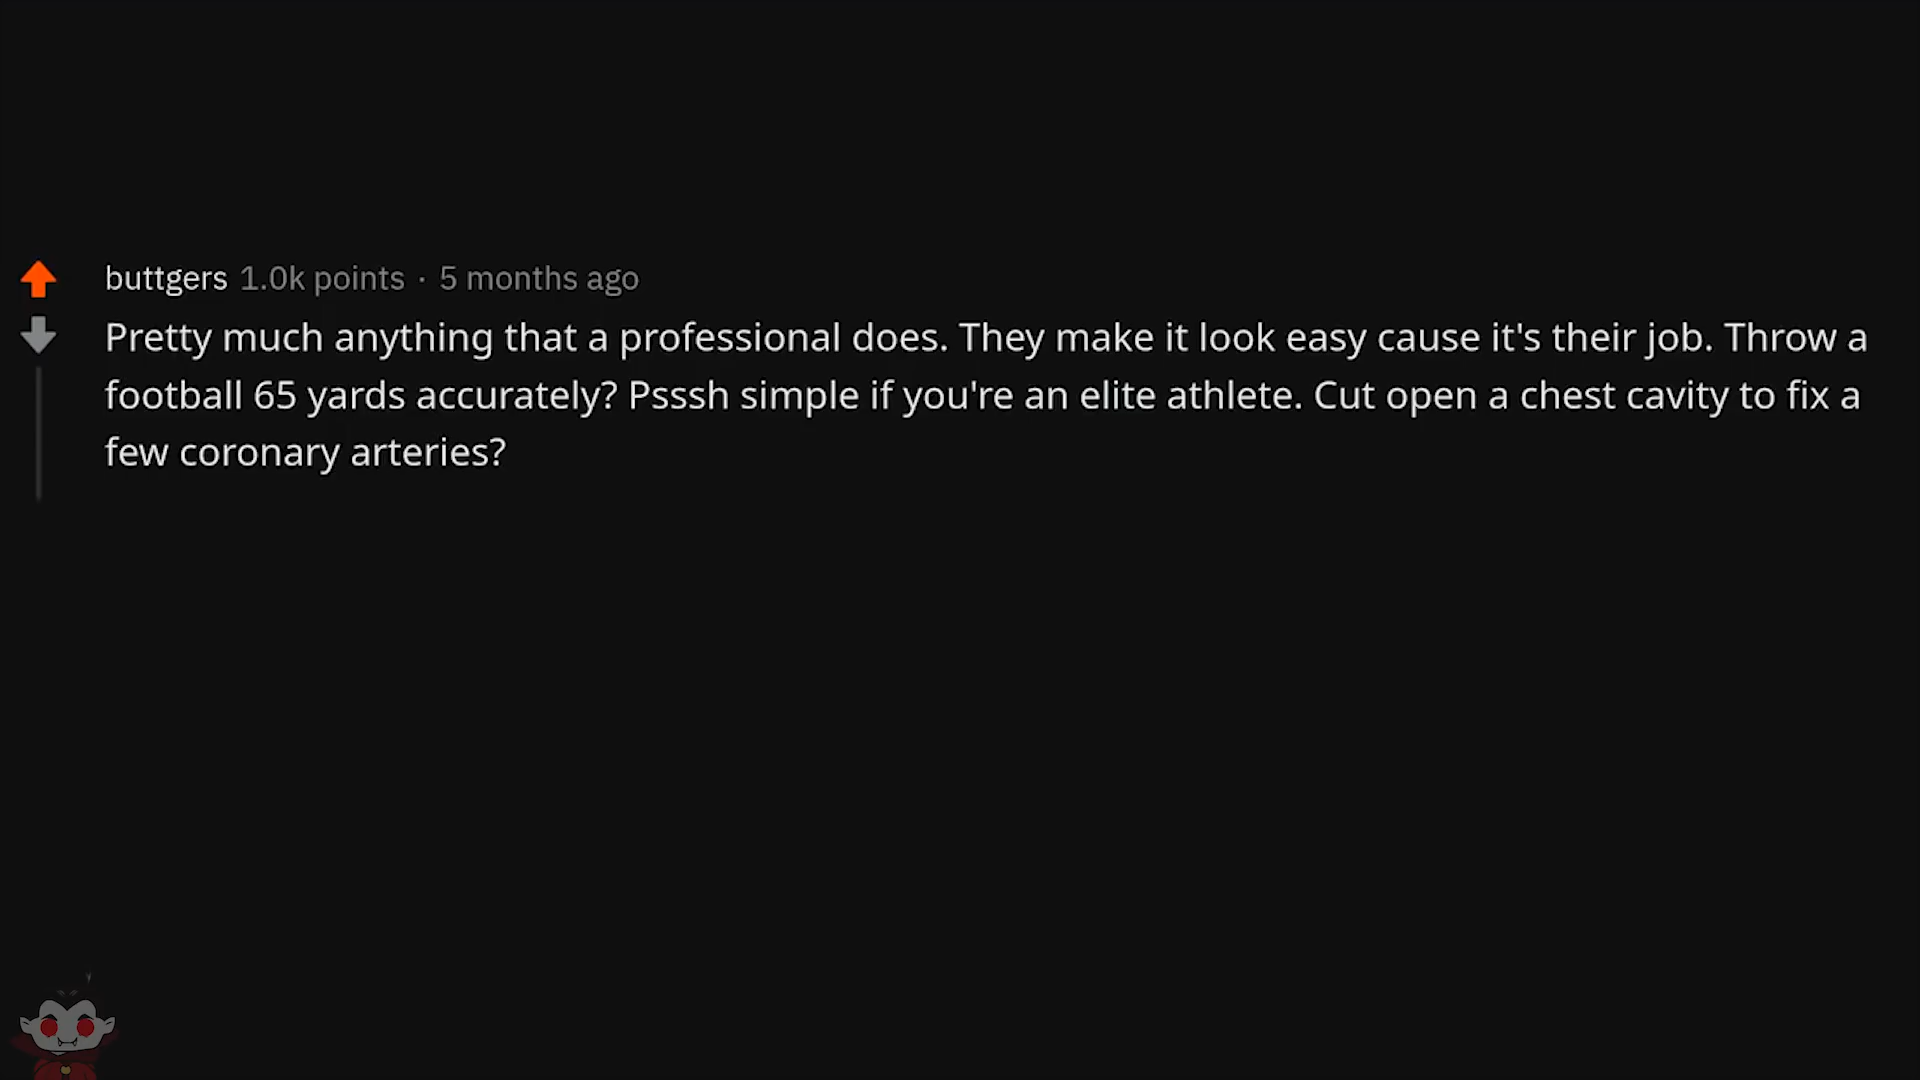 buttgers 1.0k points · 5 months ago
Pretty much anything that a professional does. They make it look easy cause it's their job. Throw a
football 65 yards accurately? Psssh simple if you're an elite athlete. Cut open a chest cavity to fix a
few coronary arteries?